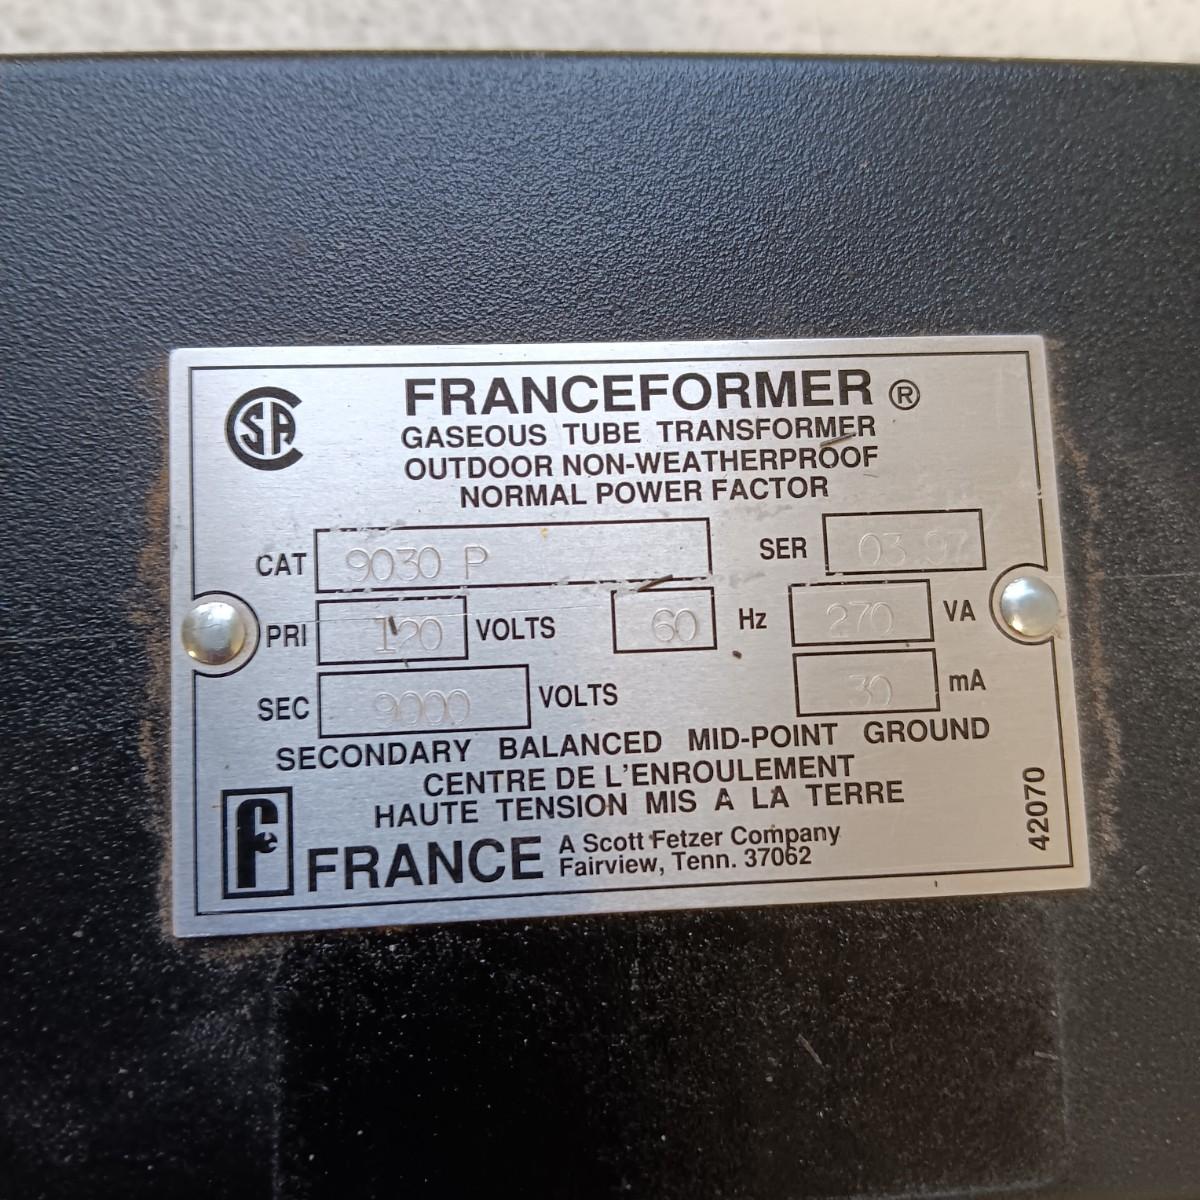 FRANCEFORMER ®
CSA
GASEOUS TUBE TRANSFORMER
OUTDOOR NON-WEATHERPROOF
NORMAL POWER FACTOR
CAT 9030 P SER 03 97
PRI 120 VOLTS 60 Hz 270 VA
SEC 9000 VOLTS 30 mA
SECONDARY BALANCED MID-POINT GROUND
CENTRE DE L'ENROULEMENT
HAUTE TENSION MIS A LA TERRE
f FRANCE A Scott Fetzer Company
Fairview, Tenn. 37062
42070